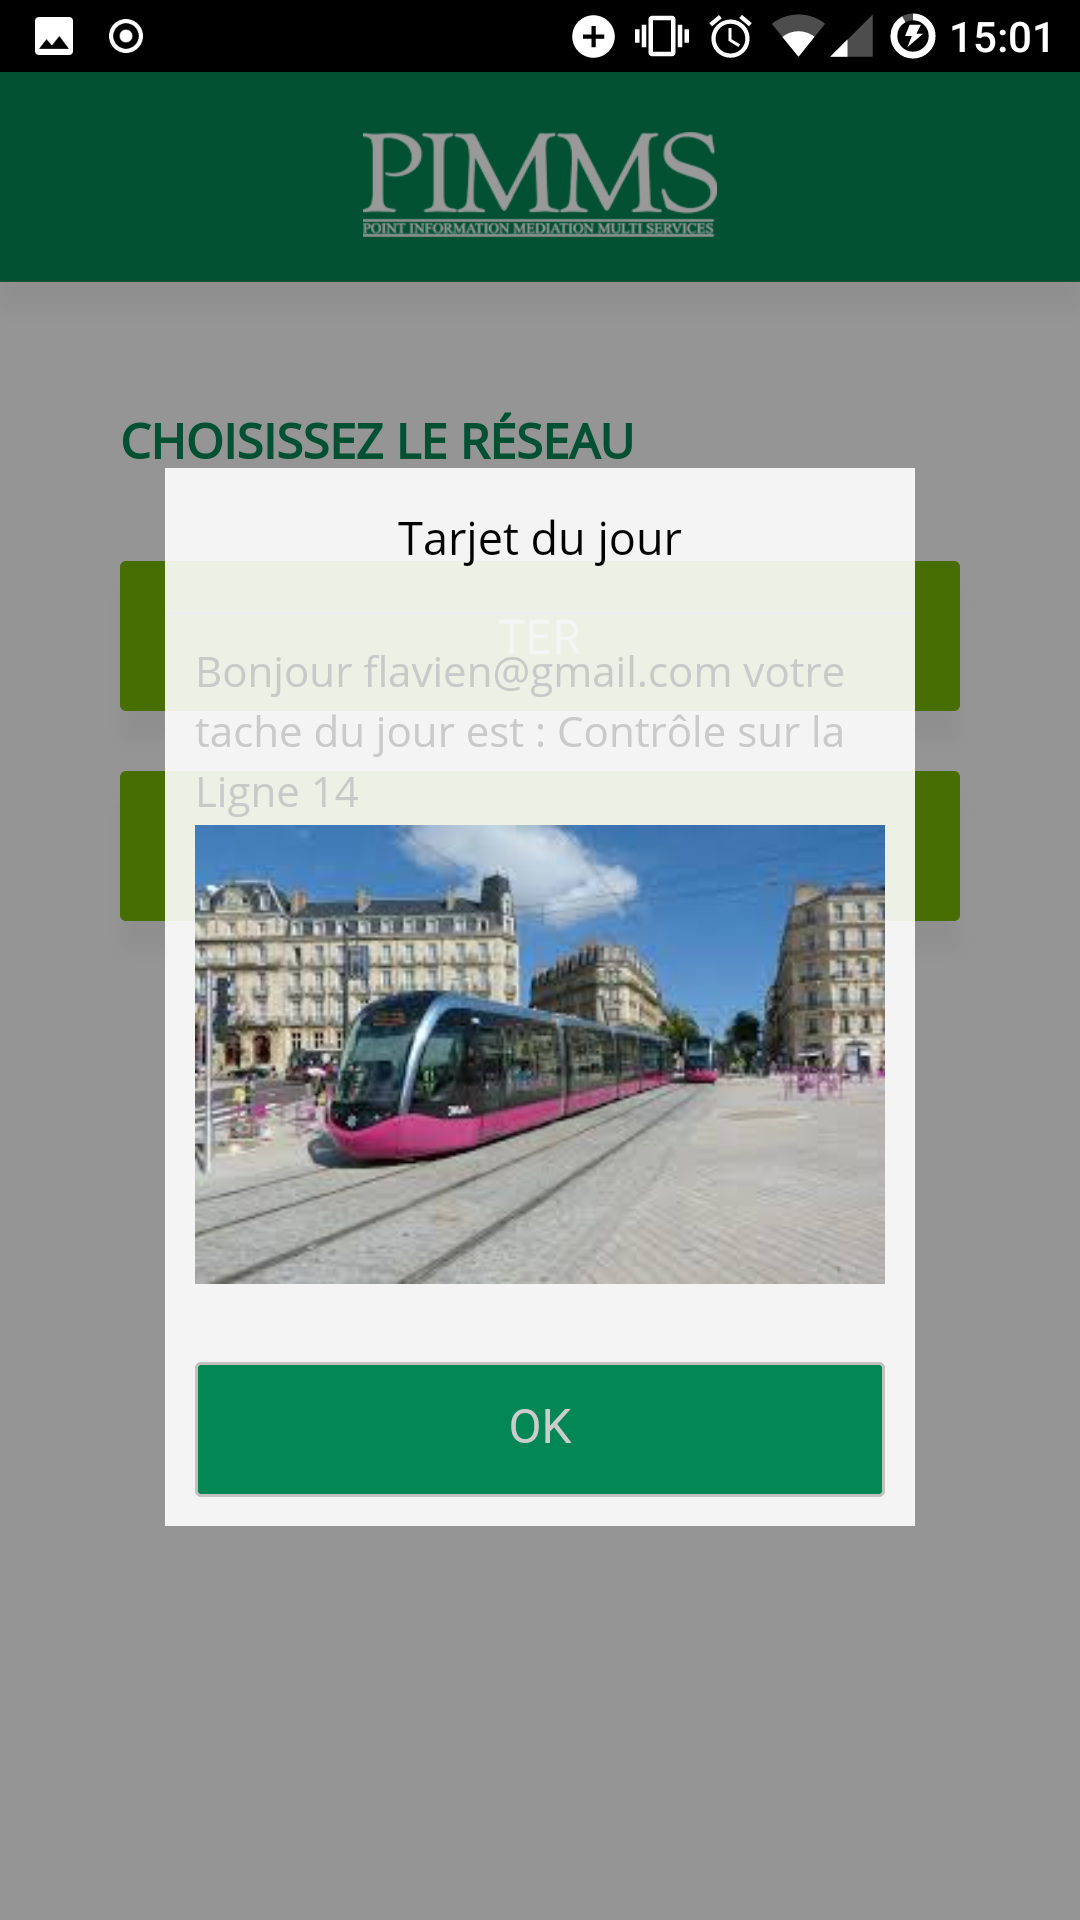 15:01
PIMMS
POINT INFORMATION MEDIATION MULTI SERVICES
CHOISISSEZ LE RÉSEAU
Tarjet du jour
TER
Bonjour flavien@gmail.com votre
tache du jour est : Contrôle sur la
Ligne 14
OK